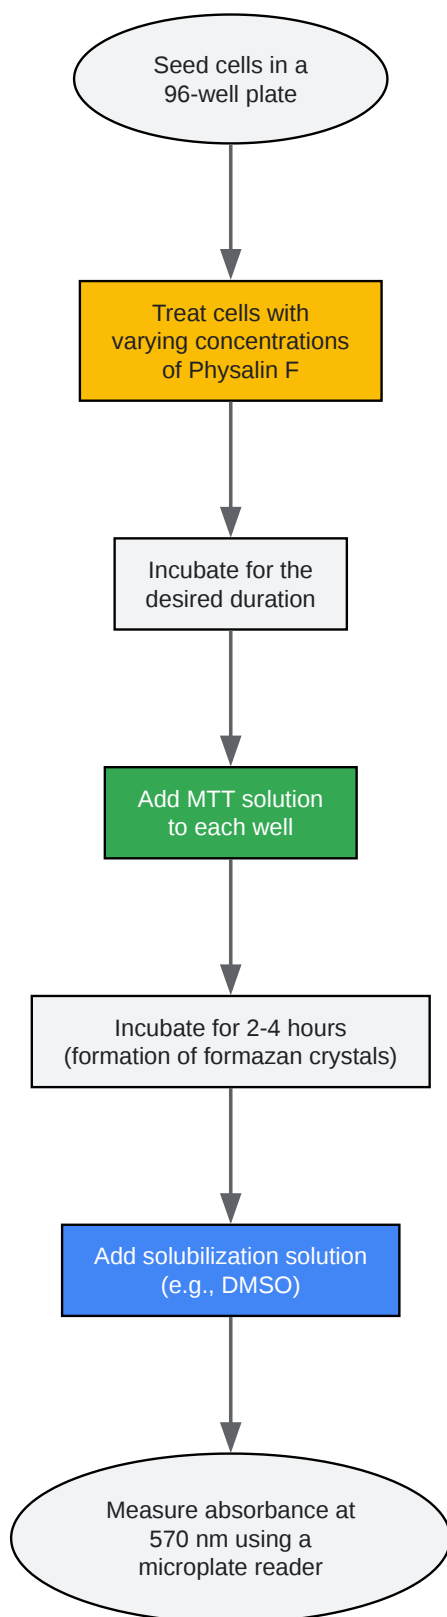 Seed cells in a
96-well plate
Treat cells with
varying concentrations
of Physalin F
Incubate for the
desired duration
Add MTT solution
to each well
Incubate for 2-4 hours
(formation of formazan crystals)
Add solubilization solution
(e.g., DMSO)
Measure absorbance at
570 nm using a
microplate reader